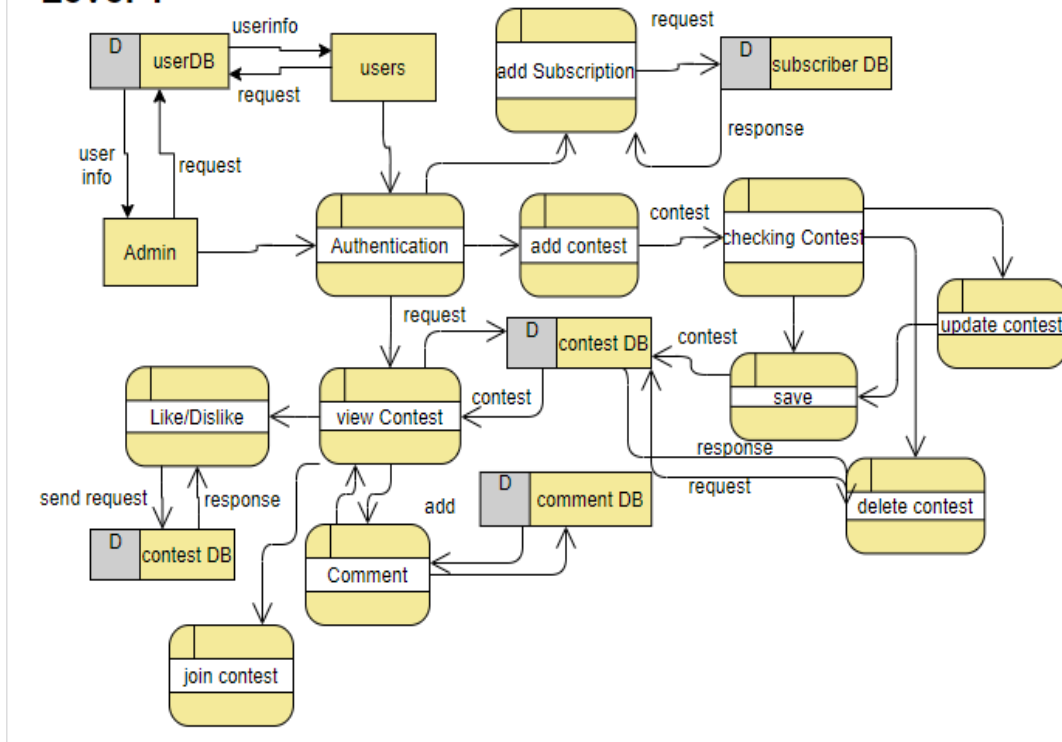 D
userDB
userinfo
users
request
user
info
request
Admin
add Subscription
request
D
subscriber DB
response
Authentication
add contest
contest
checking Contest
update contest
request
D
contest DB
contest
save
contest
Like/Dislike
view Contest
response
request
delete contest
send request
response
D
contest DB
add
D
comment DB
Comment
join contest